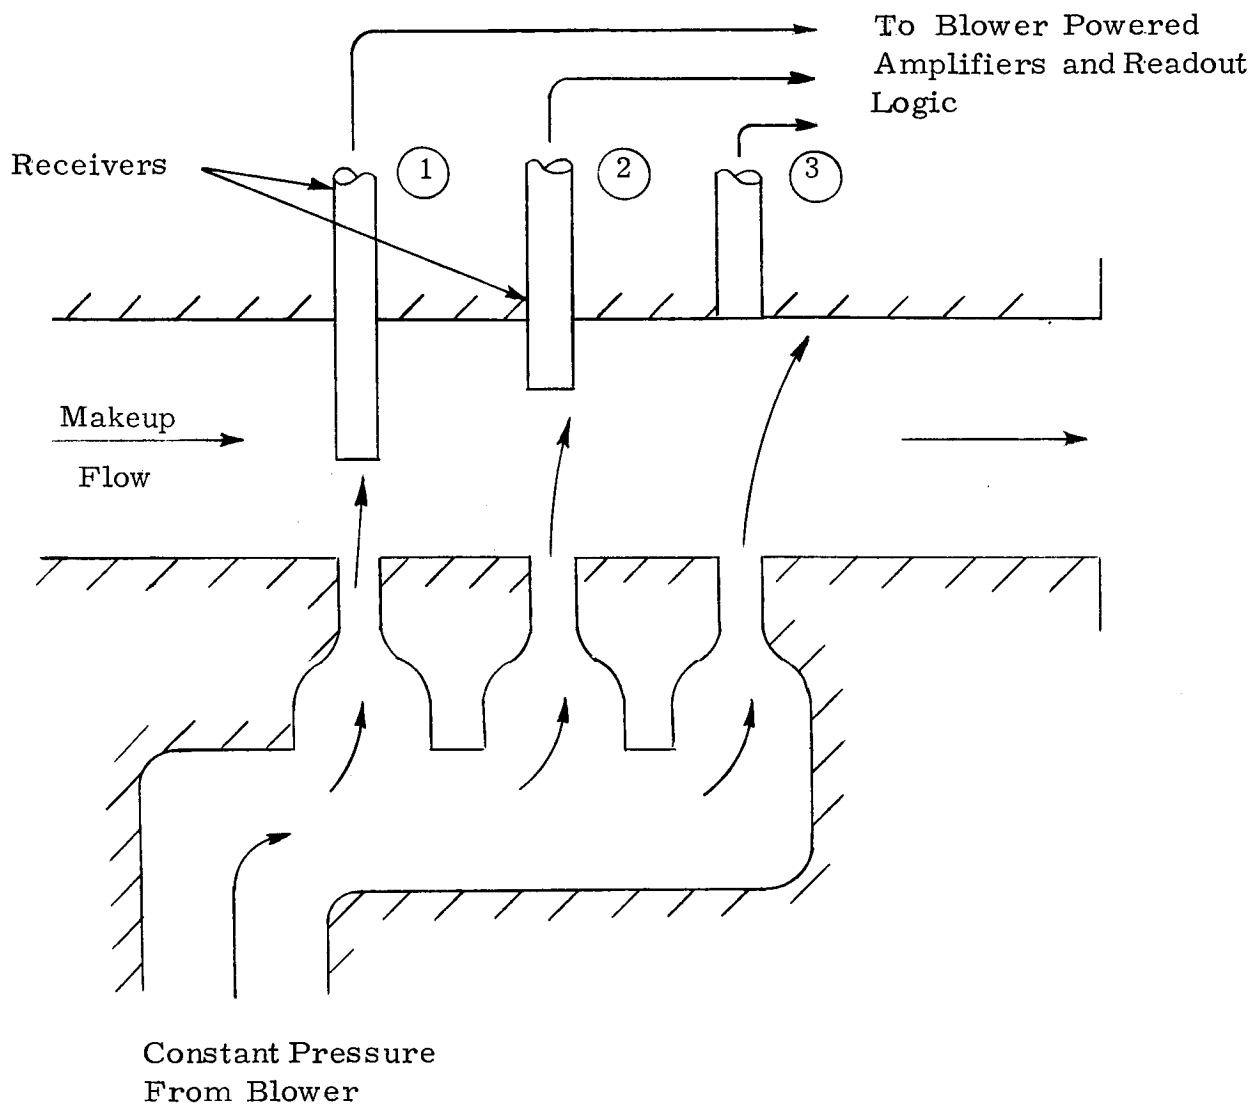 To Blower Powered
Amplifiers and Readout
Logic
Receivers
1
2
3
Makeup
Flow
Constant Pressure
From Blower